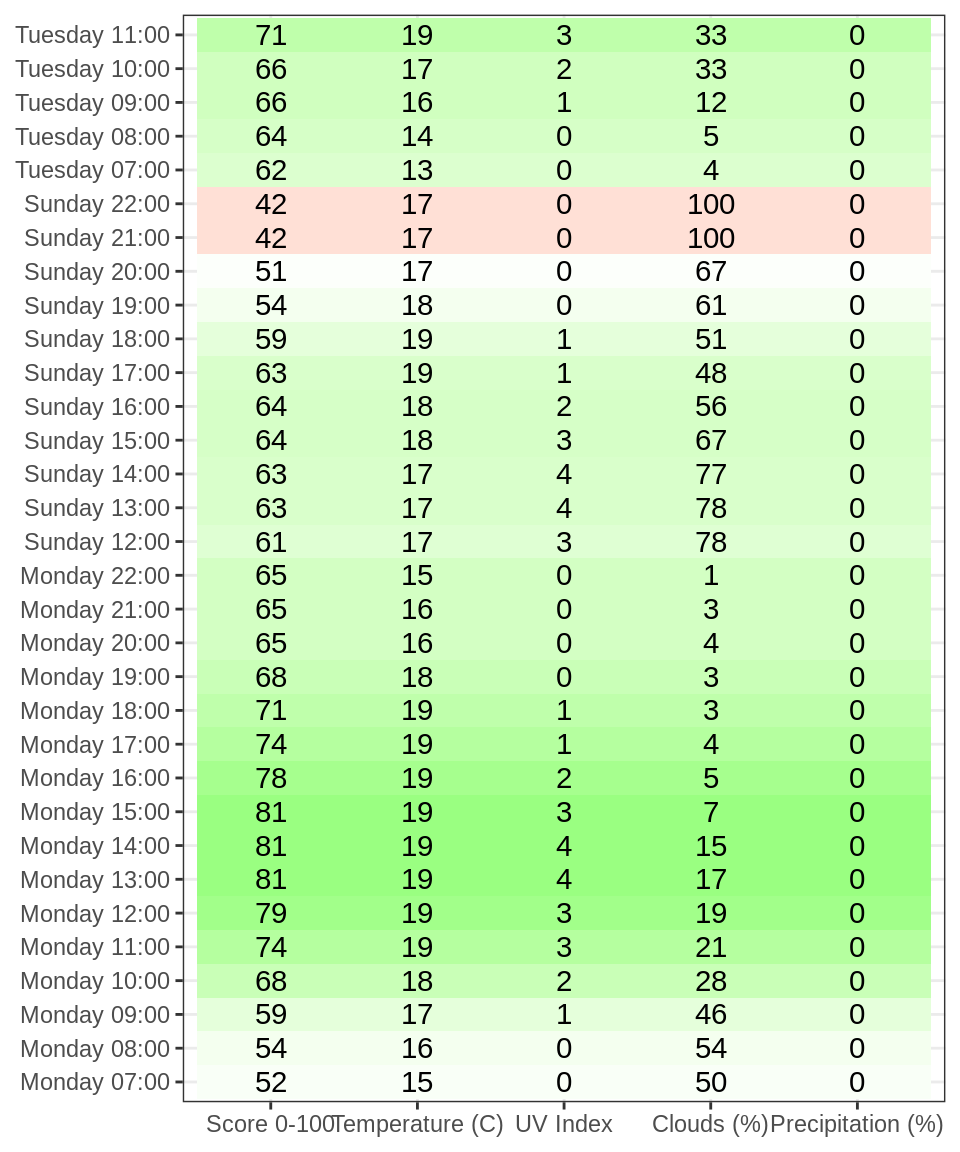 Tuesday 11:00 71 19 3 33 0
Tuesday 10:00 66 17 2 33 0
Tuesday 09:00 66 16 1 12 0
Tuesday 08:00 64 14 0 5 0
Tuesday 07:00 62 13 0 4 0
Sunday 22:00 42 17 0 100 0
Sunday 21:00 42 17 0 100 0
Sunday 20:00 51 17 0 67 0
Sunday 19:00 54 18 0 61 0
Sunday 18:00 59 19 1 51 0
Sunday 17:00 63 19 1 48 0
Sunday 16:00 64 18 2 56 0
Sunday 15:00 64 18 3 67 0
Sunday 14:00 63 17 4 77 0
Sunday 13:00 63 17 4 78 0
Sunday 12:00 61 17 3 78 0
Monday 22:00 65 15 0 1 0
Monday 21:00 65 16 0 3 0
Monday 20:00 65 16 0 4 0
Monday 19:00 68 18 0 3 0
Monday 18:00 71 19 1 3 0
Monday 17:00 74 19 1 4 0
Monday 16:00 78 19 2 5 0
Monday 15:00 81 19 3 7 0
Monday 14:00 81 19 4 15 0
Monday 13:00 81 19 4 17 0
Monday 12:00 79 19 3 19 0
Monday 11:00 74 19 3 21 0
Monday 10:00 68 18 2 28 0
Monday 09:00 59 17 1 46 0
Monday 08:00 54 16 0 54 0
Monday 07:00 52 15 0 50 0
Score 0-100 Temperature (C) UV Index Clouds (%) Precipitation (%)